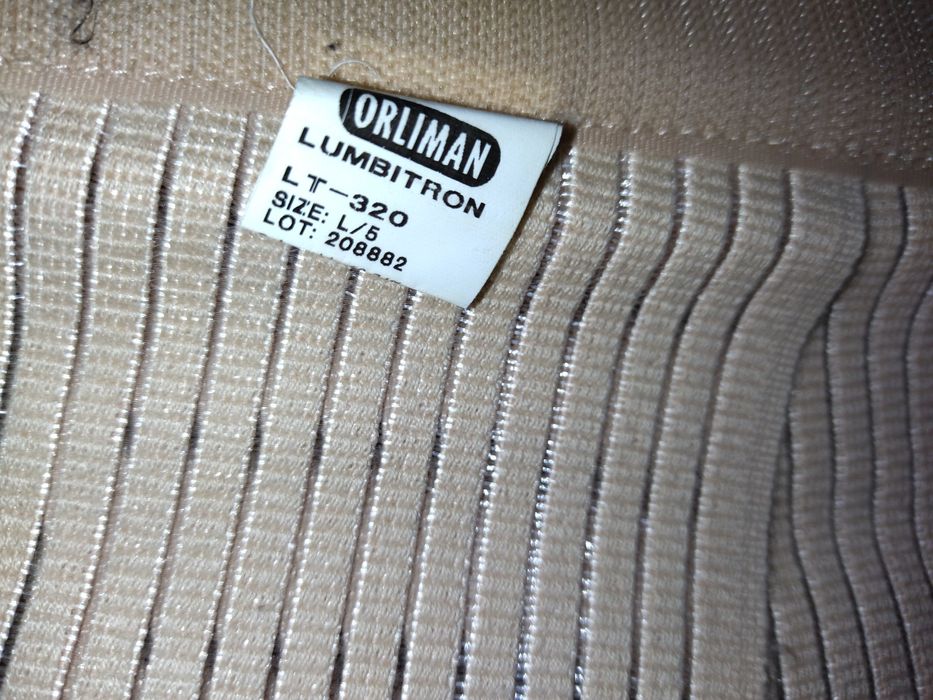 ORLIMAN
LUMBITRON
LT-320
SIZE: L/5
LOT: 208882